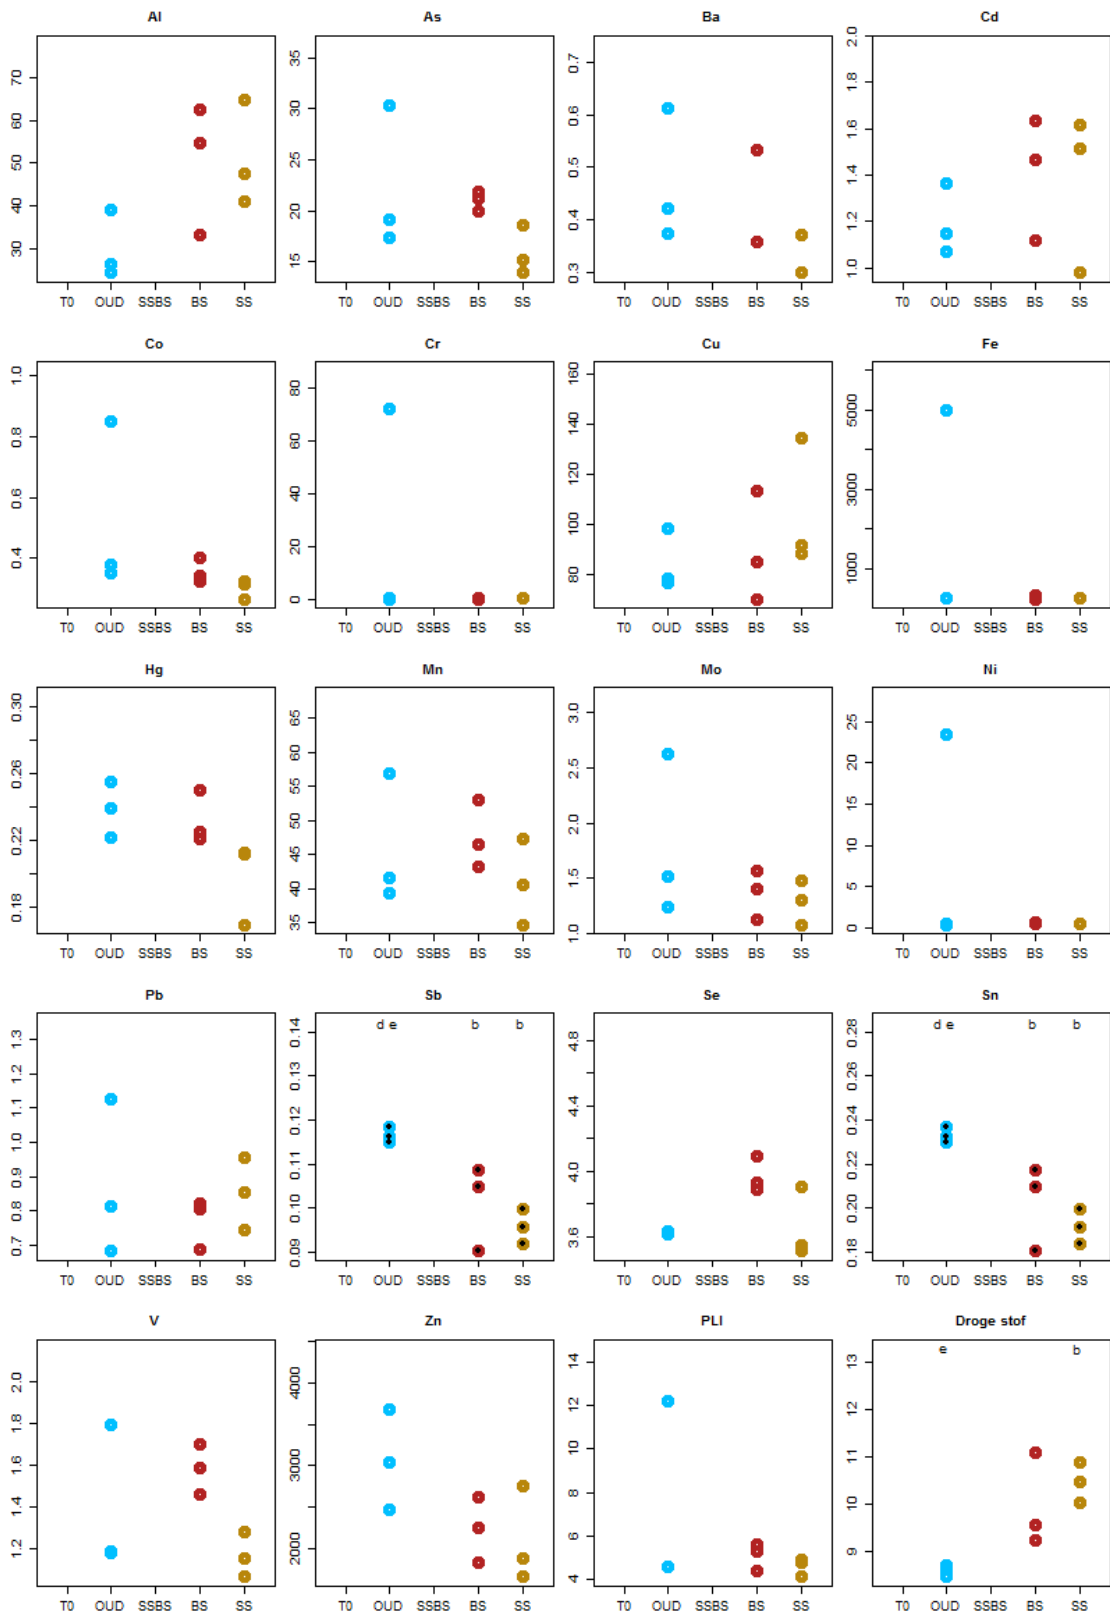 Al As Ba Cd
70 35 0.7 2.0
60 30 0.6 1.8
50 25 0.5 1.6
40 20 0.4 1.4
30 15 0.3 1.2
1.0
T0 OUD SSBS BS SS T0 OUD SSBS BS SS T0 OUD SSBS BS SS T0 OUD SSBS BS SS
Co Cr Cu Fe
1.0 80 160 5000
0.8 60 140 3000
0.6 40 120 1000
0.4 20 100
0 80
T0 OUD SSBS BS SS T0 OUD SSBS BS SS T0 OUD SSBS BS SS T0 OUD SSBS BS SS
Hg Mn Mo Ni
0.30 65 3.0 25
0.26 60 2.5 20
0.22 55 2.0 15
0.18 50 1.5 10
45 1.0 5
40 0
35
T0 OUD SSBS BS SS T0 OUD SSBS BS SS T0 OUD SSBS BS SS T0 OUD SSBS BS SS
Pb Sb Se Sn
d e b b d e b b
1.3 0.14 4.8 0.28
1.2 0.13 4.4 0.26
1.1 0.12 4.0 0.24
1.0 0.11 3.6 0.22
0.9 0.10 0.20
0.8 0.09 0.18
0.7
T0 OUD SSBS BS SS T0 OUD SSBS BS SS T0 OUD SSBS BS SS T0 OUD SSBS BS SS
V Zn PLI Droge stof
e b
2.0 4000 14 13
1.8 3000 12 12
1.6 2000 10 11
1.4 8 10
1.2 6 9
4
T0 OUD SSBS BS SS T0 OUD SSBS BS SS T0 OUD SSBS BS SS T0 OUD SSBS BS SS